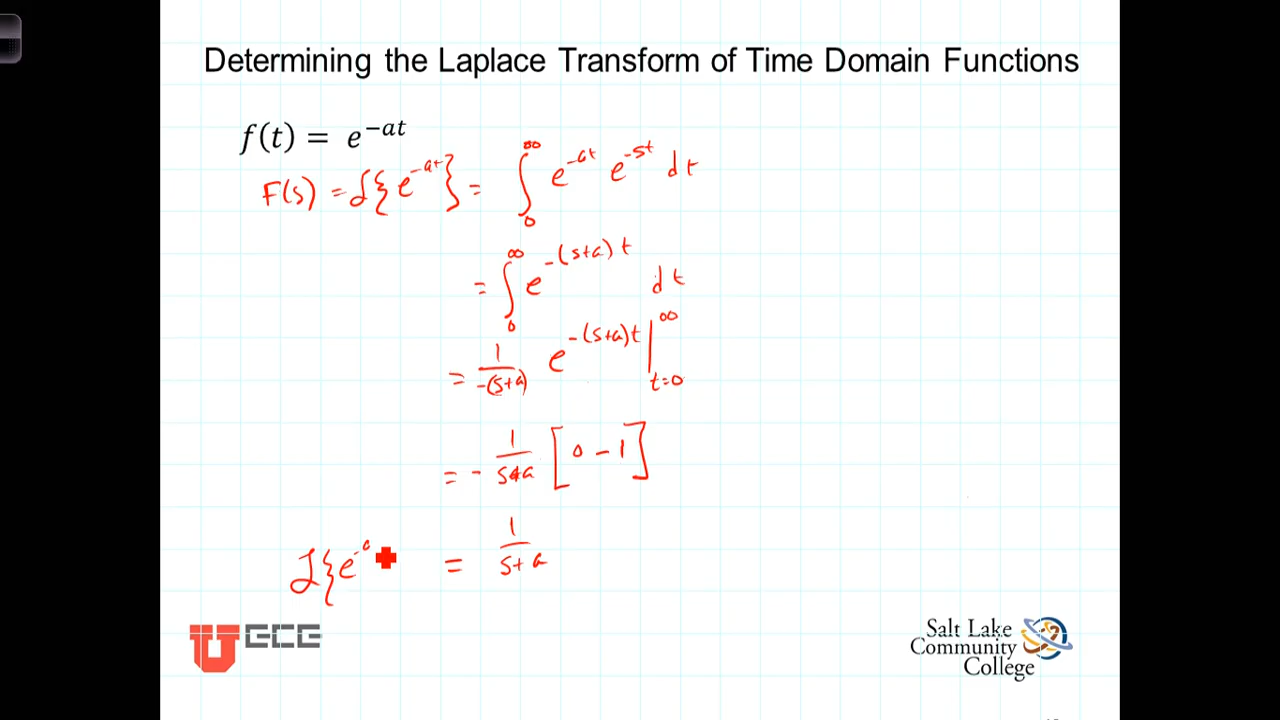 Determining the Laplace Transform of Time Domain Functions
f(t) = e^{-at}
F(s) = ℒ{e^{-at}} = ∫_0^∞ e^{-at} e^{-st} dt
= ∫_0^∞ e^{-(s+a)t} dt
= 1/-(s+a) e^{-(s+a)t} |_{t=0}^∞
= - 1/s+a [0 - 1]
ℒ{e^{-a} = 1/s+a
U ECE
Salt Lake
Community
College